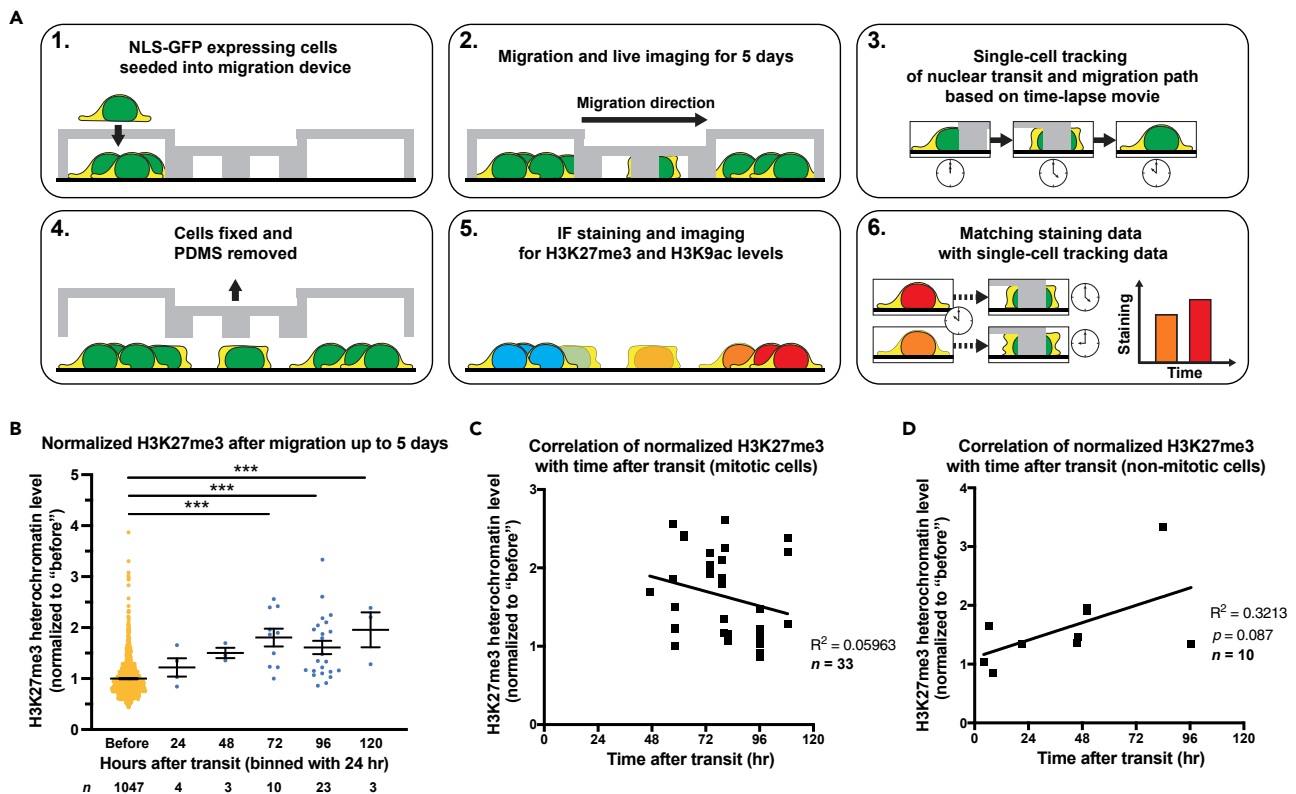 A
1.
NLS-GFP expressing cells
seeded into migration device
2.
Migration and live imaging for 5 days
Migration direction
3.
Single-cell tracking
of nuclear transit and migration path
based on time-lapse movie
4.
Cells fixed and
PDMS removed
5.
IF staining and imaging
for H3K27me3 and H3K9ac levels
6.
Matching staining data
with single-cell tracking data
Staining
Time
B
Normalized H3K27me3 after migration up to 5 days
H3K27me3 heterochromatin level
(normalized to “before”)
5
4
3
2
1
0
***
***
***
Before 24 48 72 96 120
Hours after transit (binned with 24 hr)
n 1047 4 3 10 23 3
C
Correlation of normalized H3K27me3
with time after transit (mitotic cells)
H3K27me3 heterochromatin level
(normalized to “before”)
3
2
1
0
R² = 0.05963
n = 33
0 24 48 72 96 120
Time after transit (hr)
D
Correlation of normalized H3K27me3
with time after transit (non-mitotic cells)
H3K27me3 heterochromatin level
(normalized to “before”)
4
3
2
1
0
R² = 0.3213
p = 0.087
n = 10
0 24 48 72 96 120
Time after transit (hr)